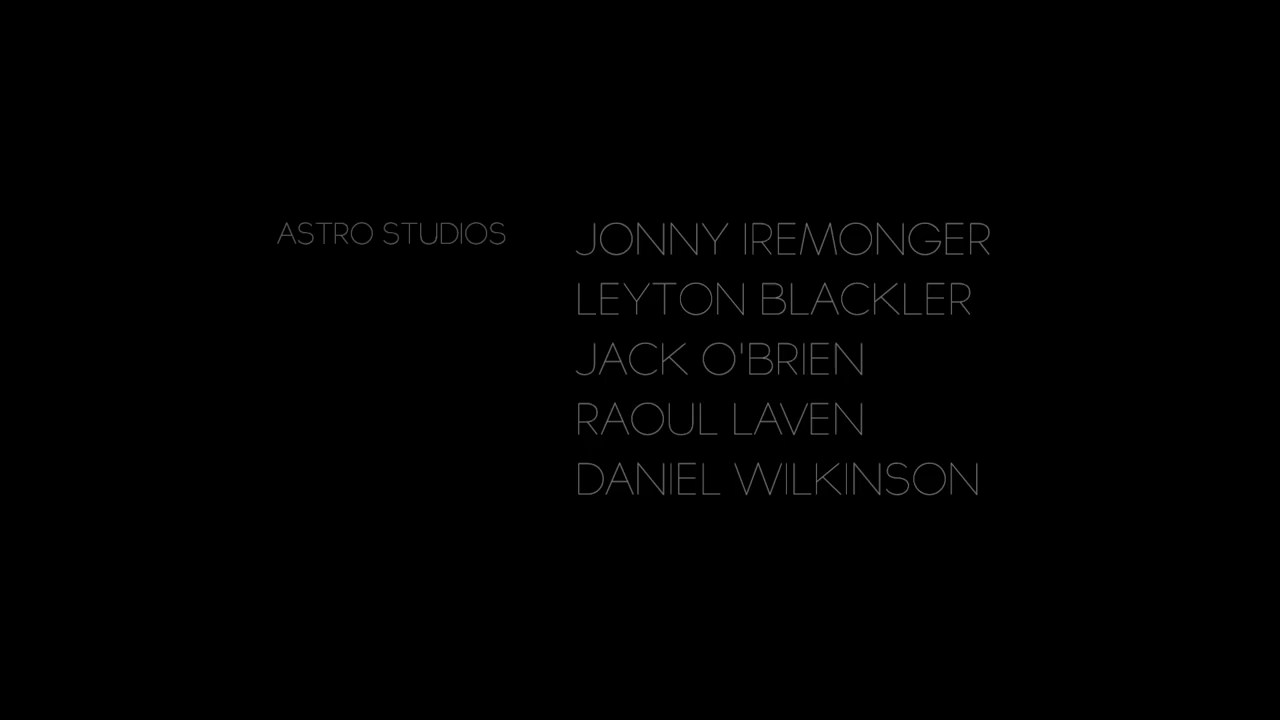 ASTRO STUDIOS
JONNY IREMONGER
LEYTON BLACKLER
JACK O'BRIEN
RAOUL LAVEN
DANIEL WILKINSON